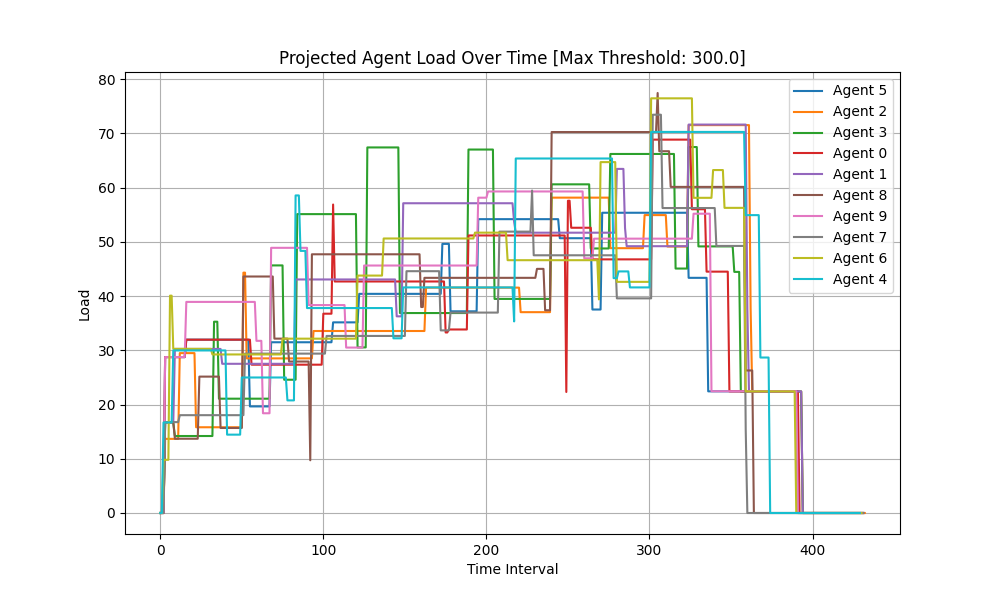 Projected Agent Load Over Time [Max Threshold: 300.0]
80
70
60
50
40
30
20
10
0
Load
0 100 200 300 400
Time Interval
Agent 5
Agent 2
Agent 3
Agent 0
Agent 1
Agent 8
Agent 9
Agent 7
Agent 6
Agent 4